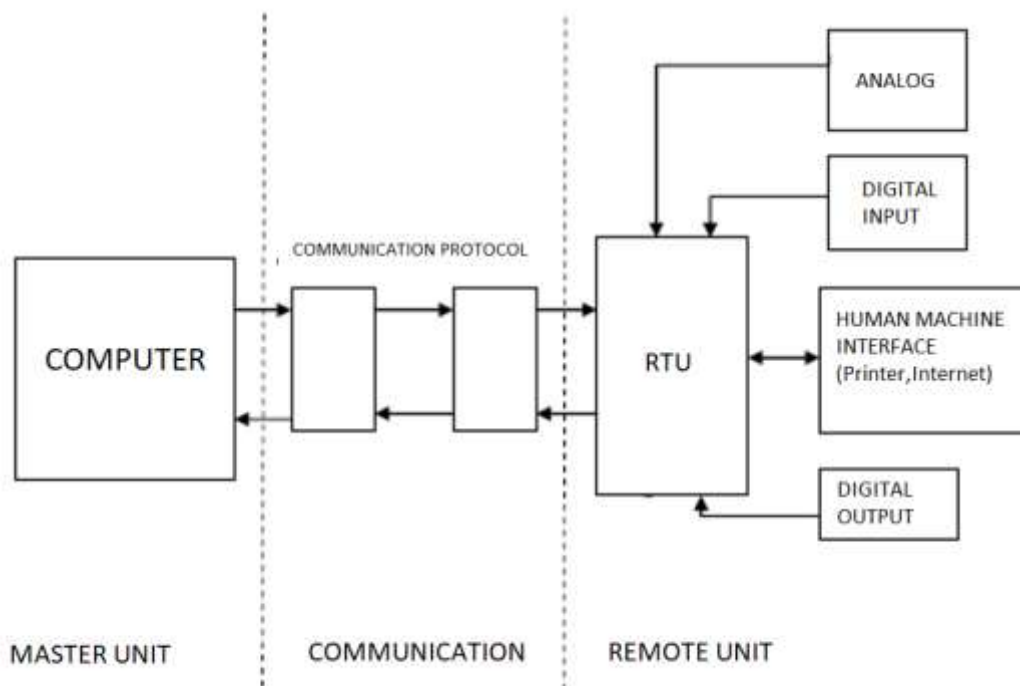 ANALOG
DIGITAL
INPUT
COMMUNICATION PROTOCOL
COMPUTER
RTU
HUMAN MACHINE
INTERFACE
(Printer,Internet)
DIGITAL
OUTPUT
MASTER UNIT
COMMUNICATION
REMOTE UNIT